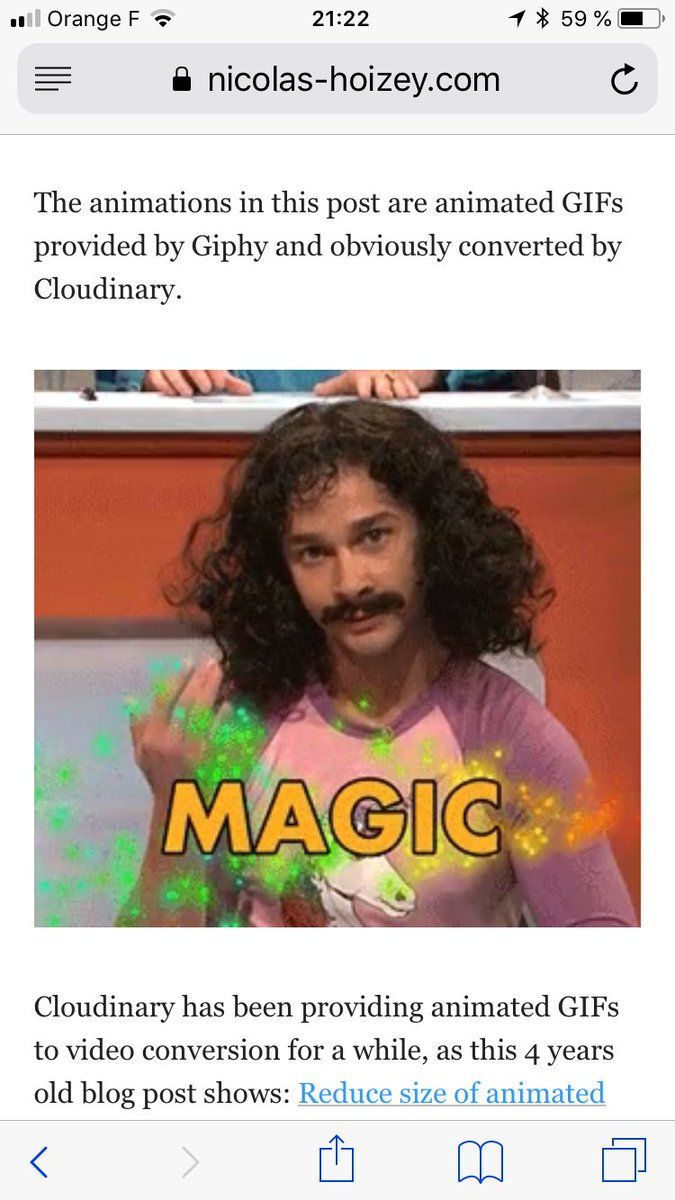 Orange F 21:22 59 %
nicolas-hoizey.com
The animations in this post are animated GIFs
provided by Giphy and obviously converted by
Cloudinary.
MAGIC
Cloudinary has been providing animated GIFs
to video conversion for a while, as this 4 years
old blog post shows: Reduce size of animated